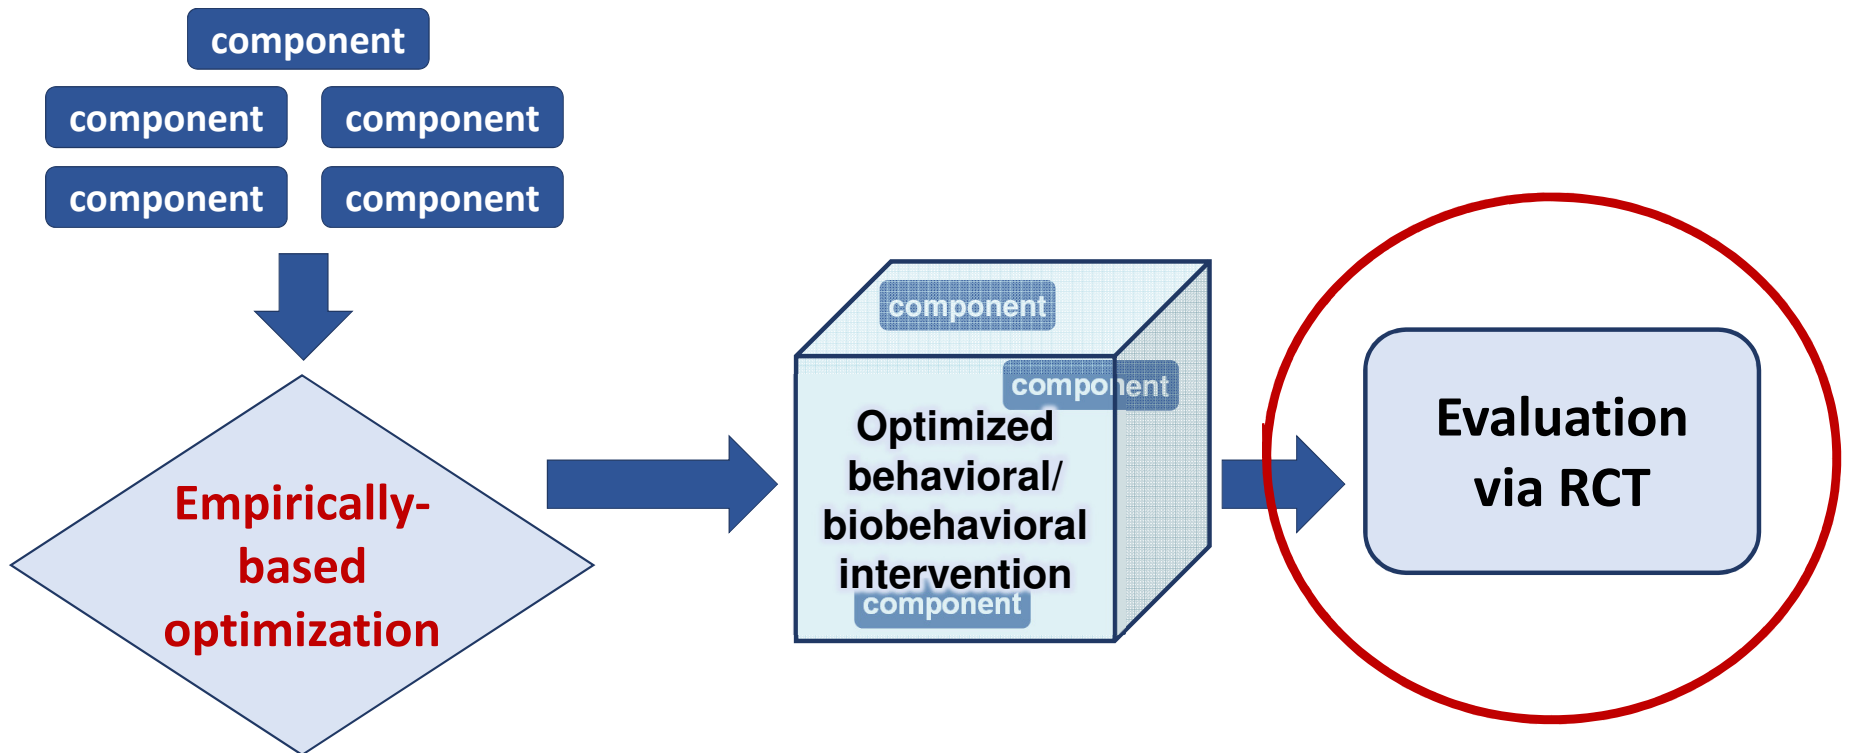 component
component component
component component
Empirically-
based
optimization
component
component
Optimized
behavioral/
biobehavioral
intervention
component
Evaluation
via RCT